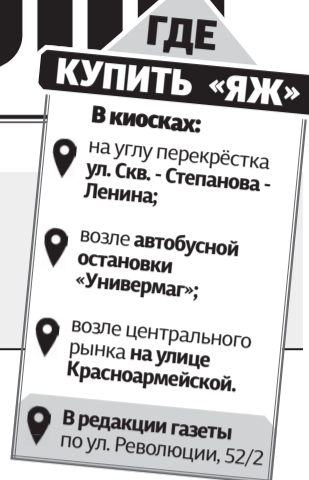 ГДЕ
КУПИТЬ «ЯЖ»
В киосках:
на углу перекрёстка
ул. Скв. - Степанова -
Ленина;
возле автобусной
остановки
«Универмаг»;
возле центрального
рынка на улице
Красноармейской.
В редакции газеты
по ул. Революции, 52/2